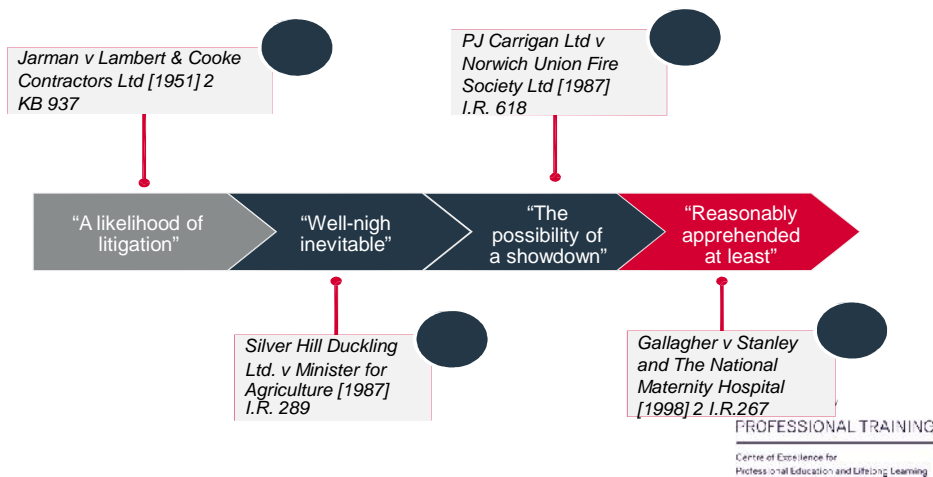 Jarman v Lambert & Cooke
Contractors Ltd [1951] 2
KB 937
PJ Carrigan Ltd v
Norwich Union Fire
Society Ltd [1987]
I.R. 618
“A likelihood of
litigation”
“Well-nigh
inevitable”
“The
possibility of
a showdown”
“Reasonably
apprehended
at least”
Silver Hill Duckling
Ltd. v Minister for
Agriculture [1987]
I.R. 289
Gallagher v Stanley
and The National
Maternity Hospital
[1998] 2 I.R.267
PROFESSIONAL TRAINING
Centre of Excellence for
Professional Education and Lifelong Learning